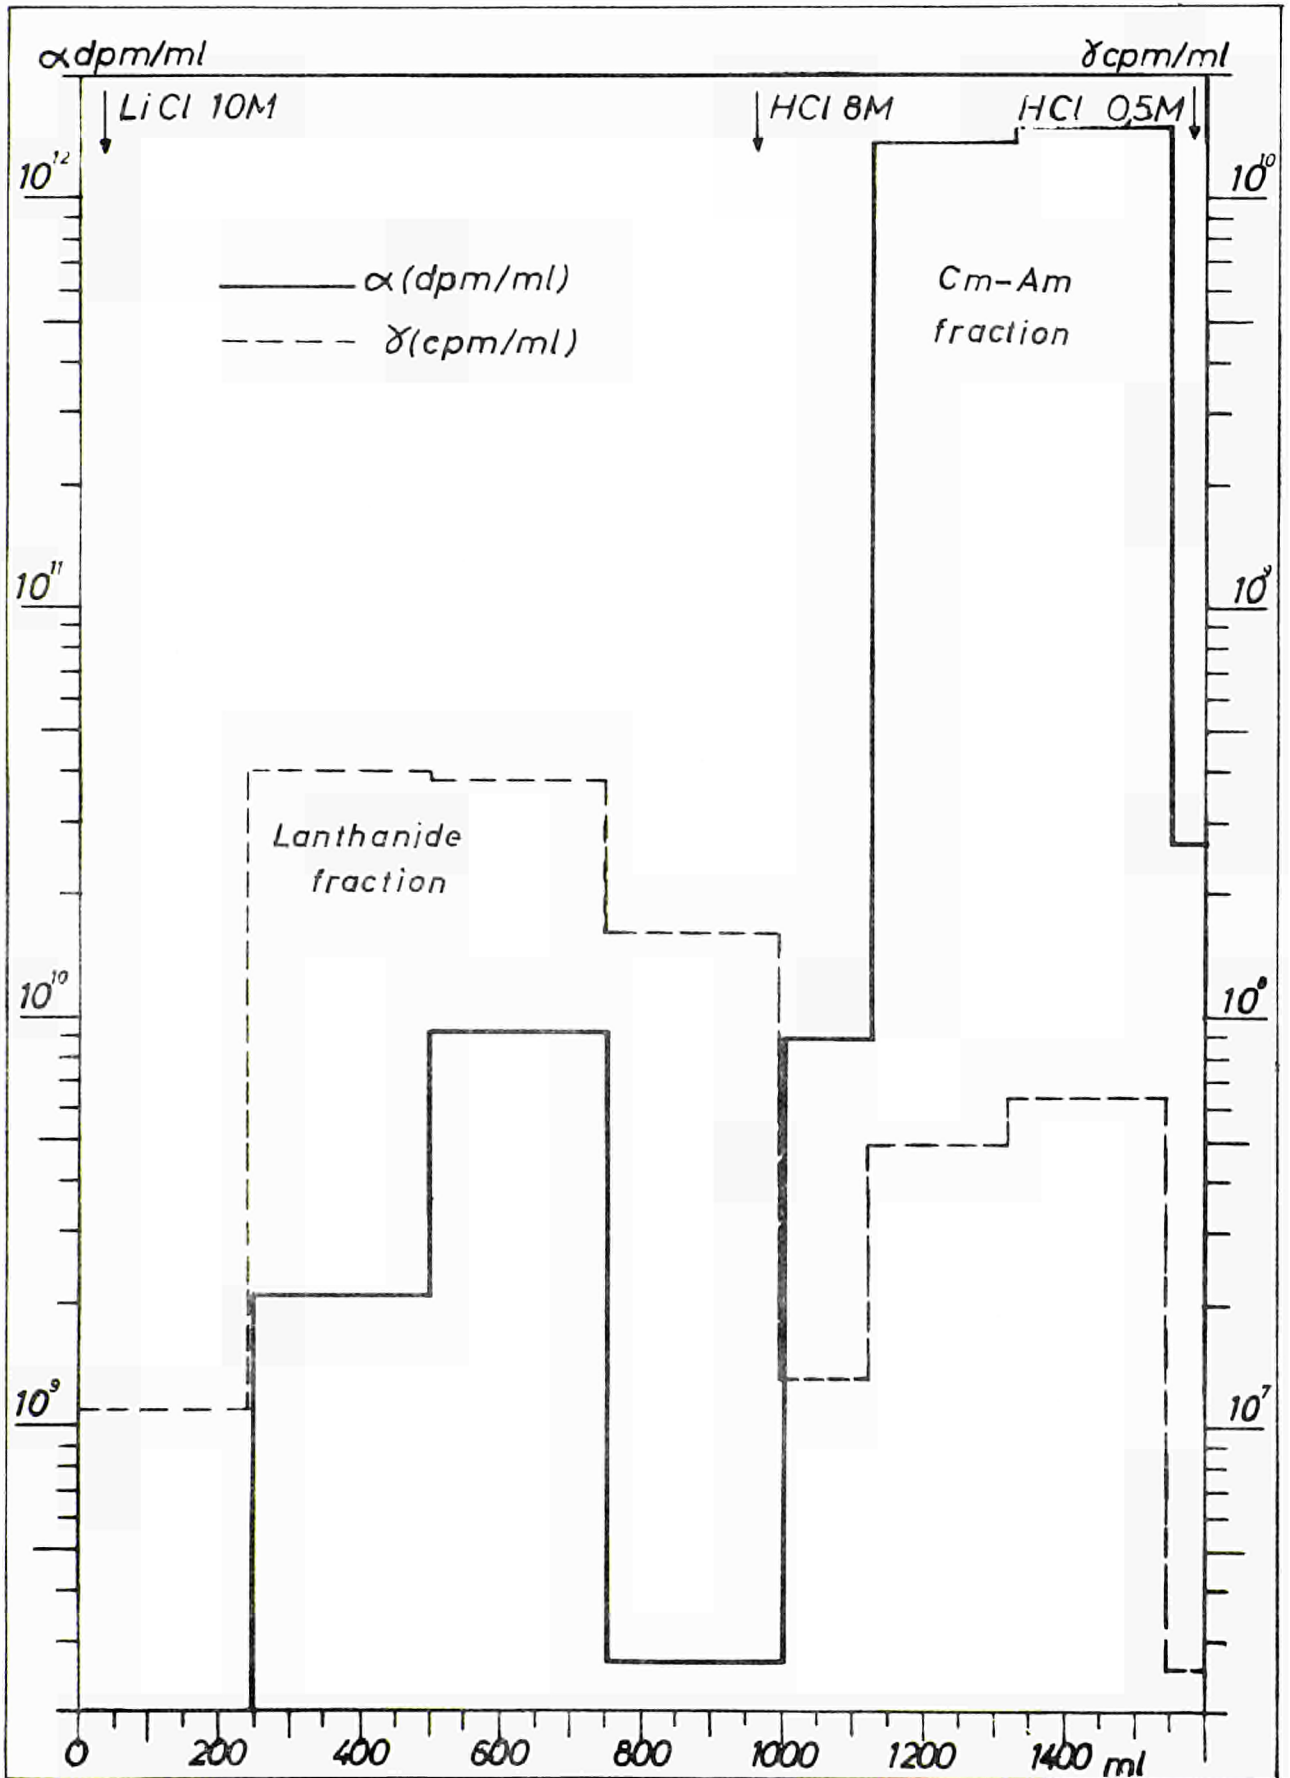 αdpm/ml
γcpm/ml
LiCl 10M
HCl 8M
HCl 0,5M
10¹²
10¹⁰
α(dpm/ml)
γ(cpm/ml)
Cm-Am
fraction
10¹¹
10⁹
Lanthanide
fraction
10¹⁰
10⁸
10⁹
10⁷
0 200 400 600 800 1000 1200 1400 ml